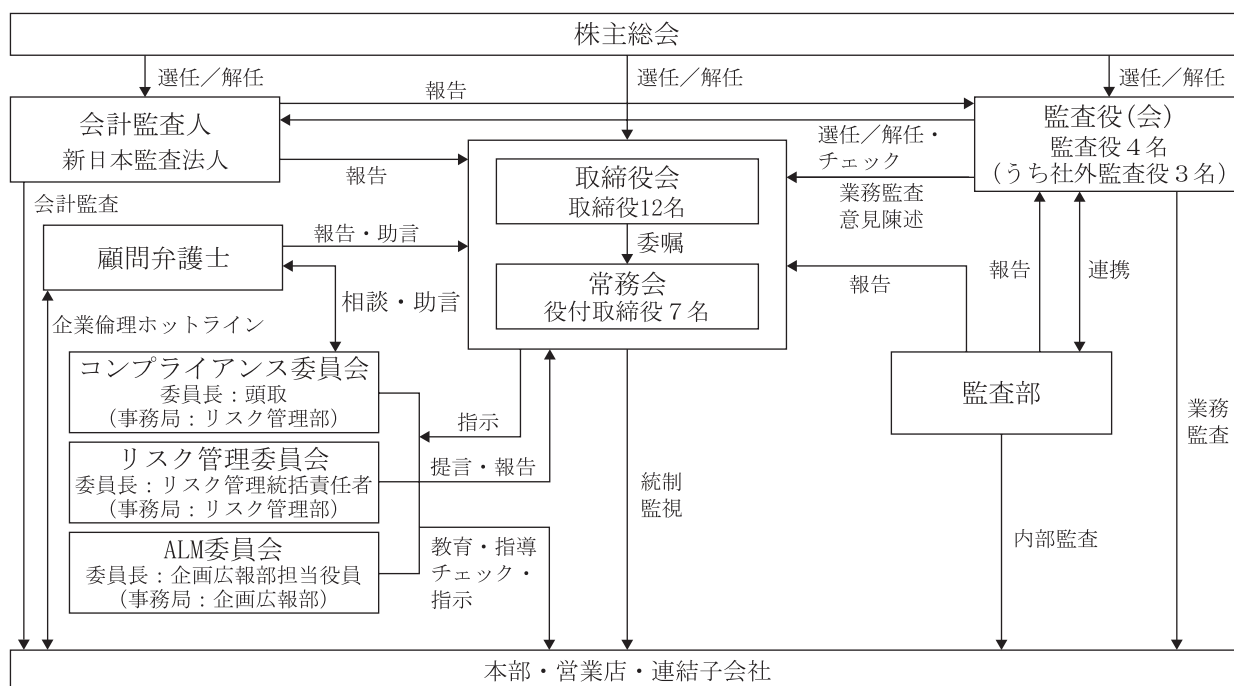 株主総会
選任／解任
選任／解任
選任／解任
報告
会計監査人
新日本監査法人
監査役(会)
監査役４名
(うち社外監査役３名)
選任／解任・
チェック
報告
取締役会
取締役12名
業務監査
意見陳述
会計監査
顧問弁護士
報告・助言
委嘱
常務会
役付取締役７名
報告
報告
連携
相談・助言
企業倫理ホットライン
コンプライアンス委員会
委員長：頭取
(事務局：リスク管理部)
監査部
指示
業務
監査
リスク管理委員会
委員長：リスク管理統括責任者
(事務局：リスク管理部)
提言・報告
統制
監視
ALM委員会
委員長：企画広報部担当役員
(事務局：企画広報部)
教育・指導
チェック・
指示
内部監査
本部・営業店・連結子会社